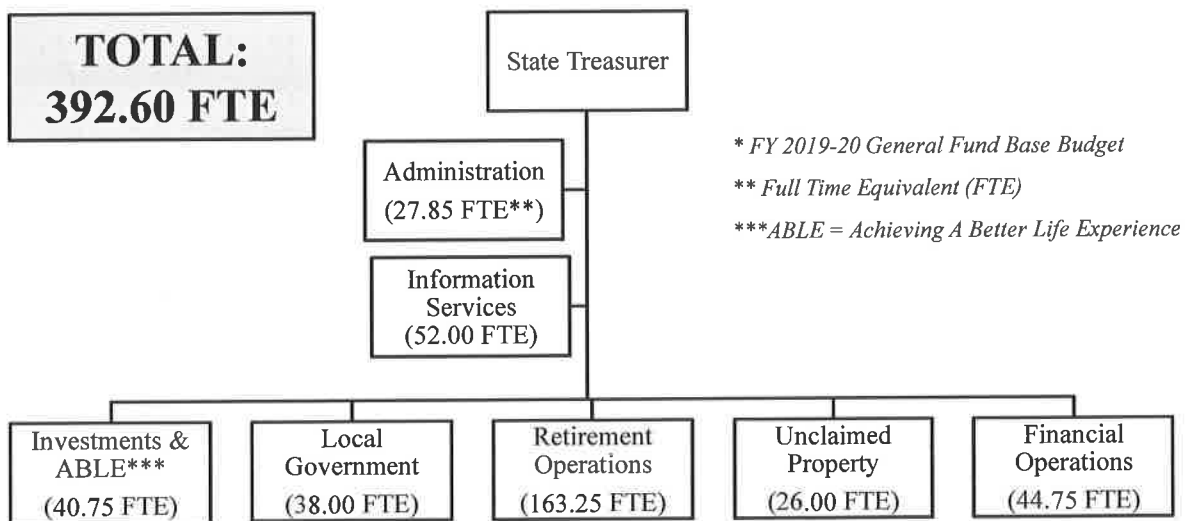 TOTAL:
392.60 FTE
State Treasurer
Administration
(27.85 FTE**)
Information
Services
(52.00 FTE)
* FY 2019-20 General Fund Base Budget
** Full Time Equivalent (FTE)
***ABLE = Achieving A Better Life Experience
Investments &
ABLE***
(40.75 FTE)
Local
Government
(38.00 FTE)
Retirement
Operations
(163.25 FTE)
Unclaimed
Property
(26.00 FTE)
Financial
Operations
(44.75 FTE)